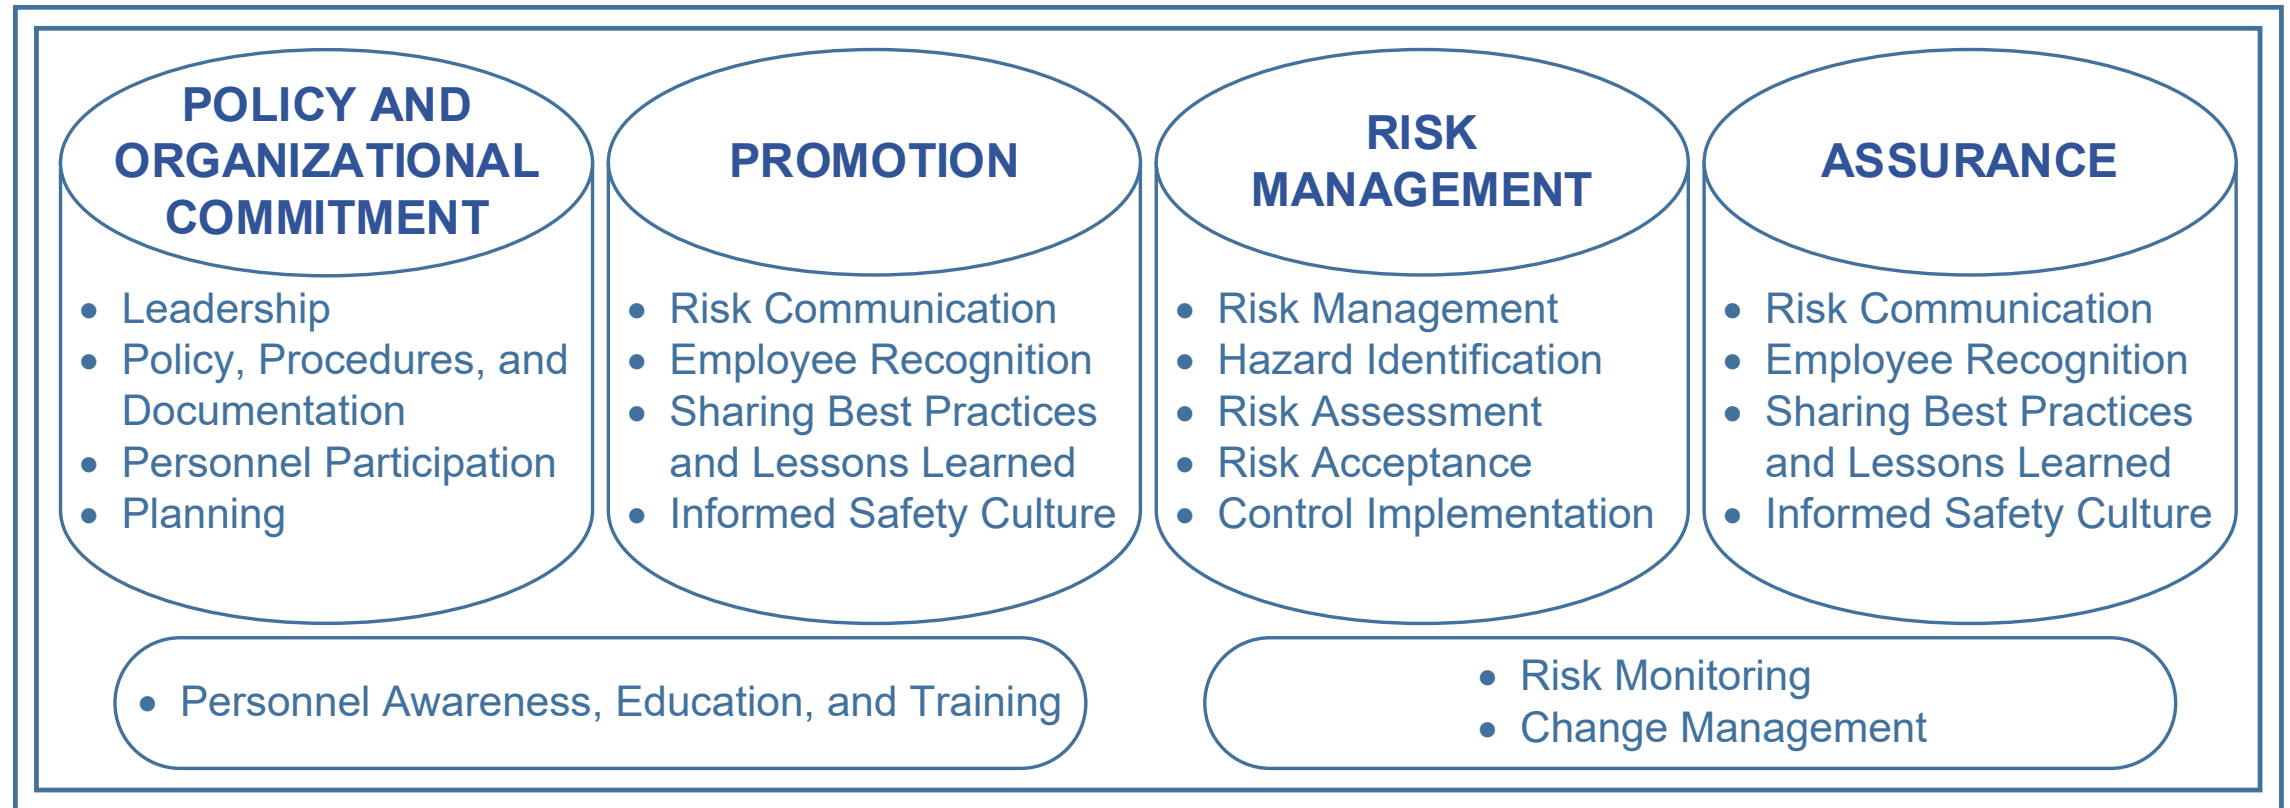 POLICY AND
ORGANIZATIONAL
COMMITMENT
• Leadership
• Policy, Procedures, and
Documentation
• Personnel Participation
• Planning
PROMOTION
• Risk Communication
• Employee Recognition
• Sharing Best Practices
and Lessons Learned
• Informed Safety Culture
RISK
MANAGEMENT
• Risk Management
• Hazard Identification
• Risk Assessment
• Risk Acceptance
• Control Implementation
ASSURANCE
• Risk Communication
• Employee Recognition
• Sharing Best Practices
and Lessons Learned
• Informed Safety Culture
• Personnel Awareness, Education, and Training
• Risk Monitoring
• Change Management